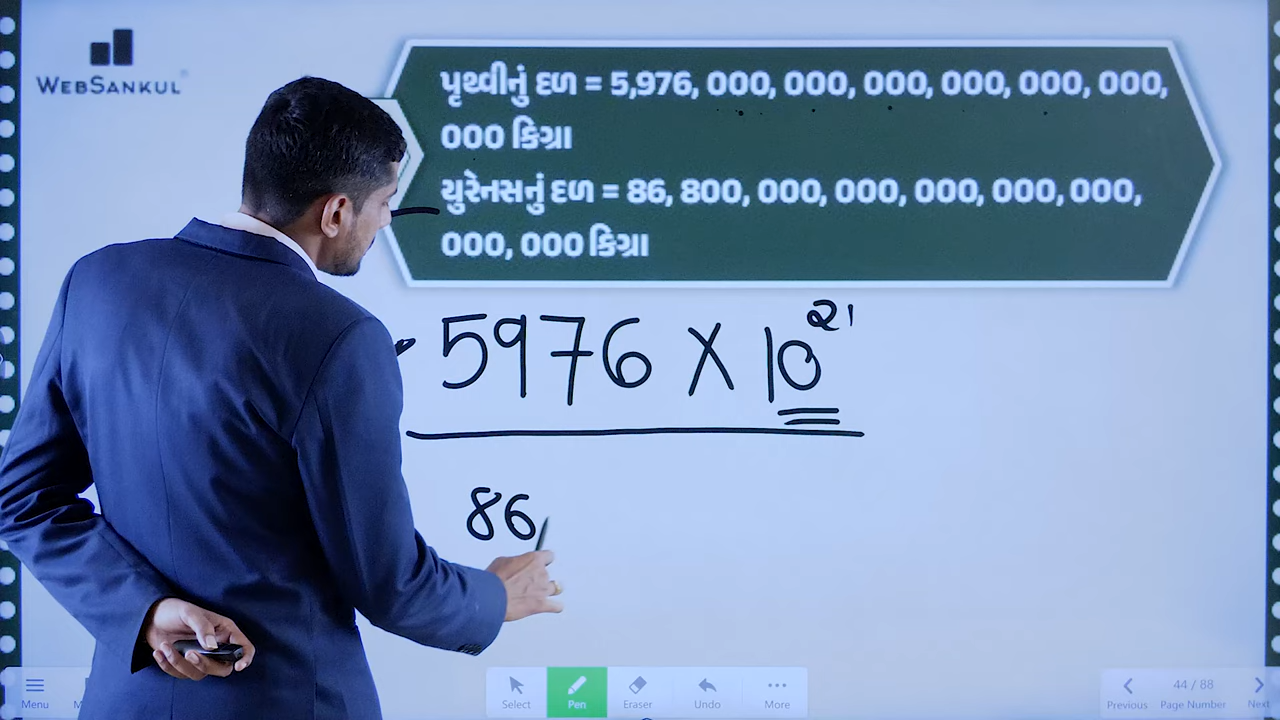 WEBSANKUL
પૃથ્વીનું દળ = 5,976, 000, 000, 000, 000, 000, 000,
000 કિગ્રા
યુરેનસનું દળ = 86, 800, 000, 000, 000, 000, 000,
000, 000 કિગ્રા
5976 X 10²¹
86
Menu
Select
Pen
Eraser
Undo
More
Previous
44 / 88
Page Number
Next